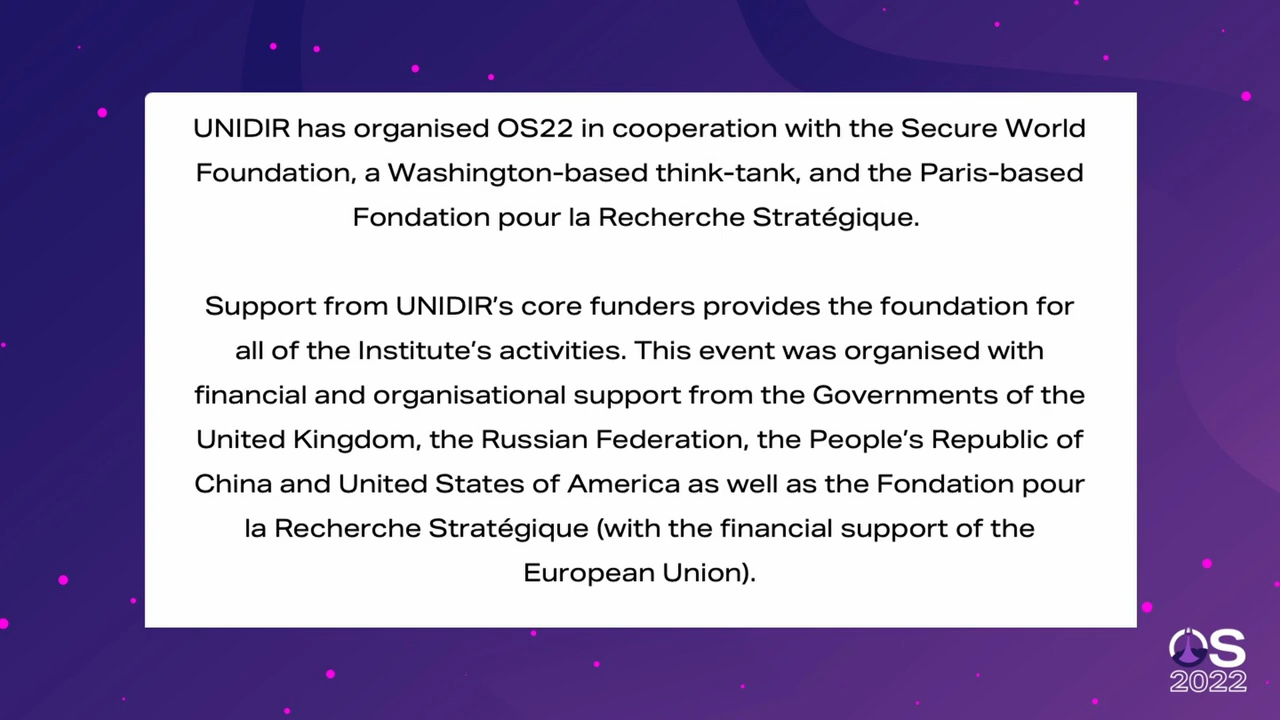 UNIDIR has organised OS22 in cooperation with the Secure World
Foundation, a Washington-based think-tank, and the Paris-based
Fondation pour la Recherche Stratégique.
Support from UNIDIR’s core funders provides the foundation for
all of the Institute’s activities. This event was organised with
financial and organisational support from the Governments of the
United Kingdom, the Russian Federation, the People’s Republic of
China and United States of America as well as the Fondation pour
la Recherche Stratégique (with the financial support of the
European Union).
OS
2022